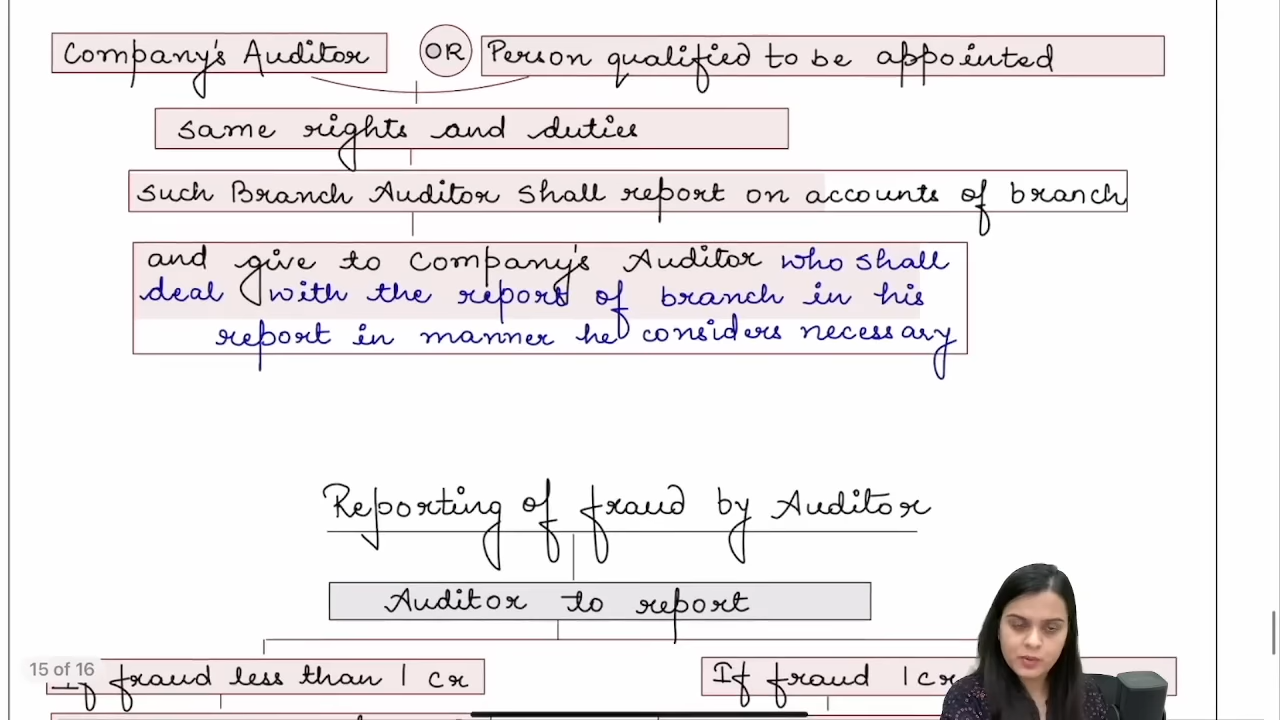 Company's Auditor OR Person qualified to be appointed
same rights and duties
such Branch Auditor shall report on accounts of branch
and give to Company's Auditor who shall
deal with the report of branch in his
report in manner he considers necessary
Reporting of fraud by Auditor
Auditor to report
15 of 16
If fraud less than 1 cr
If fraud 1 cr